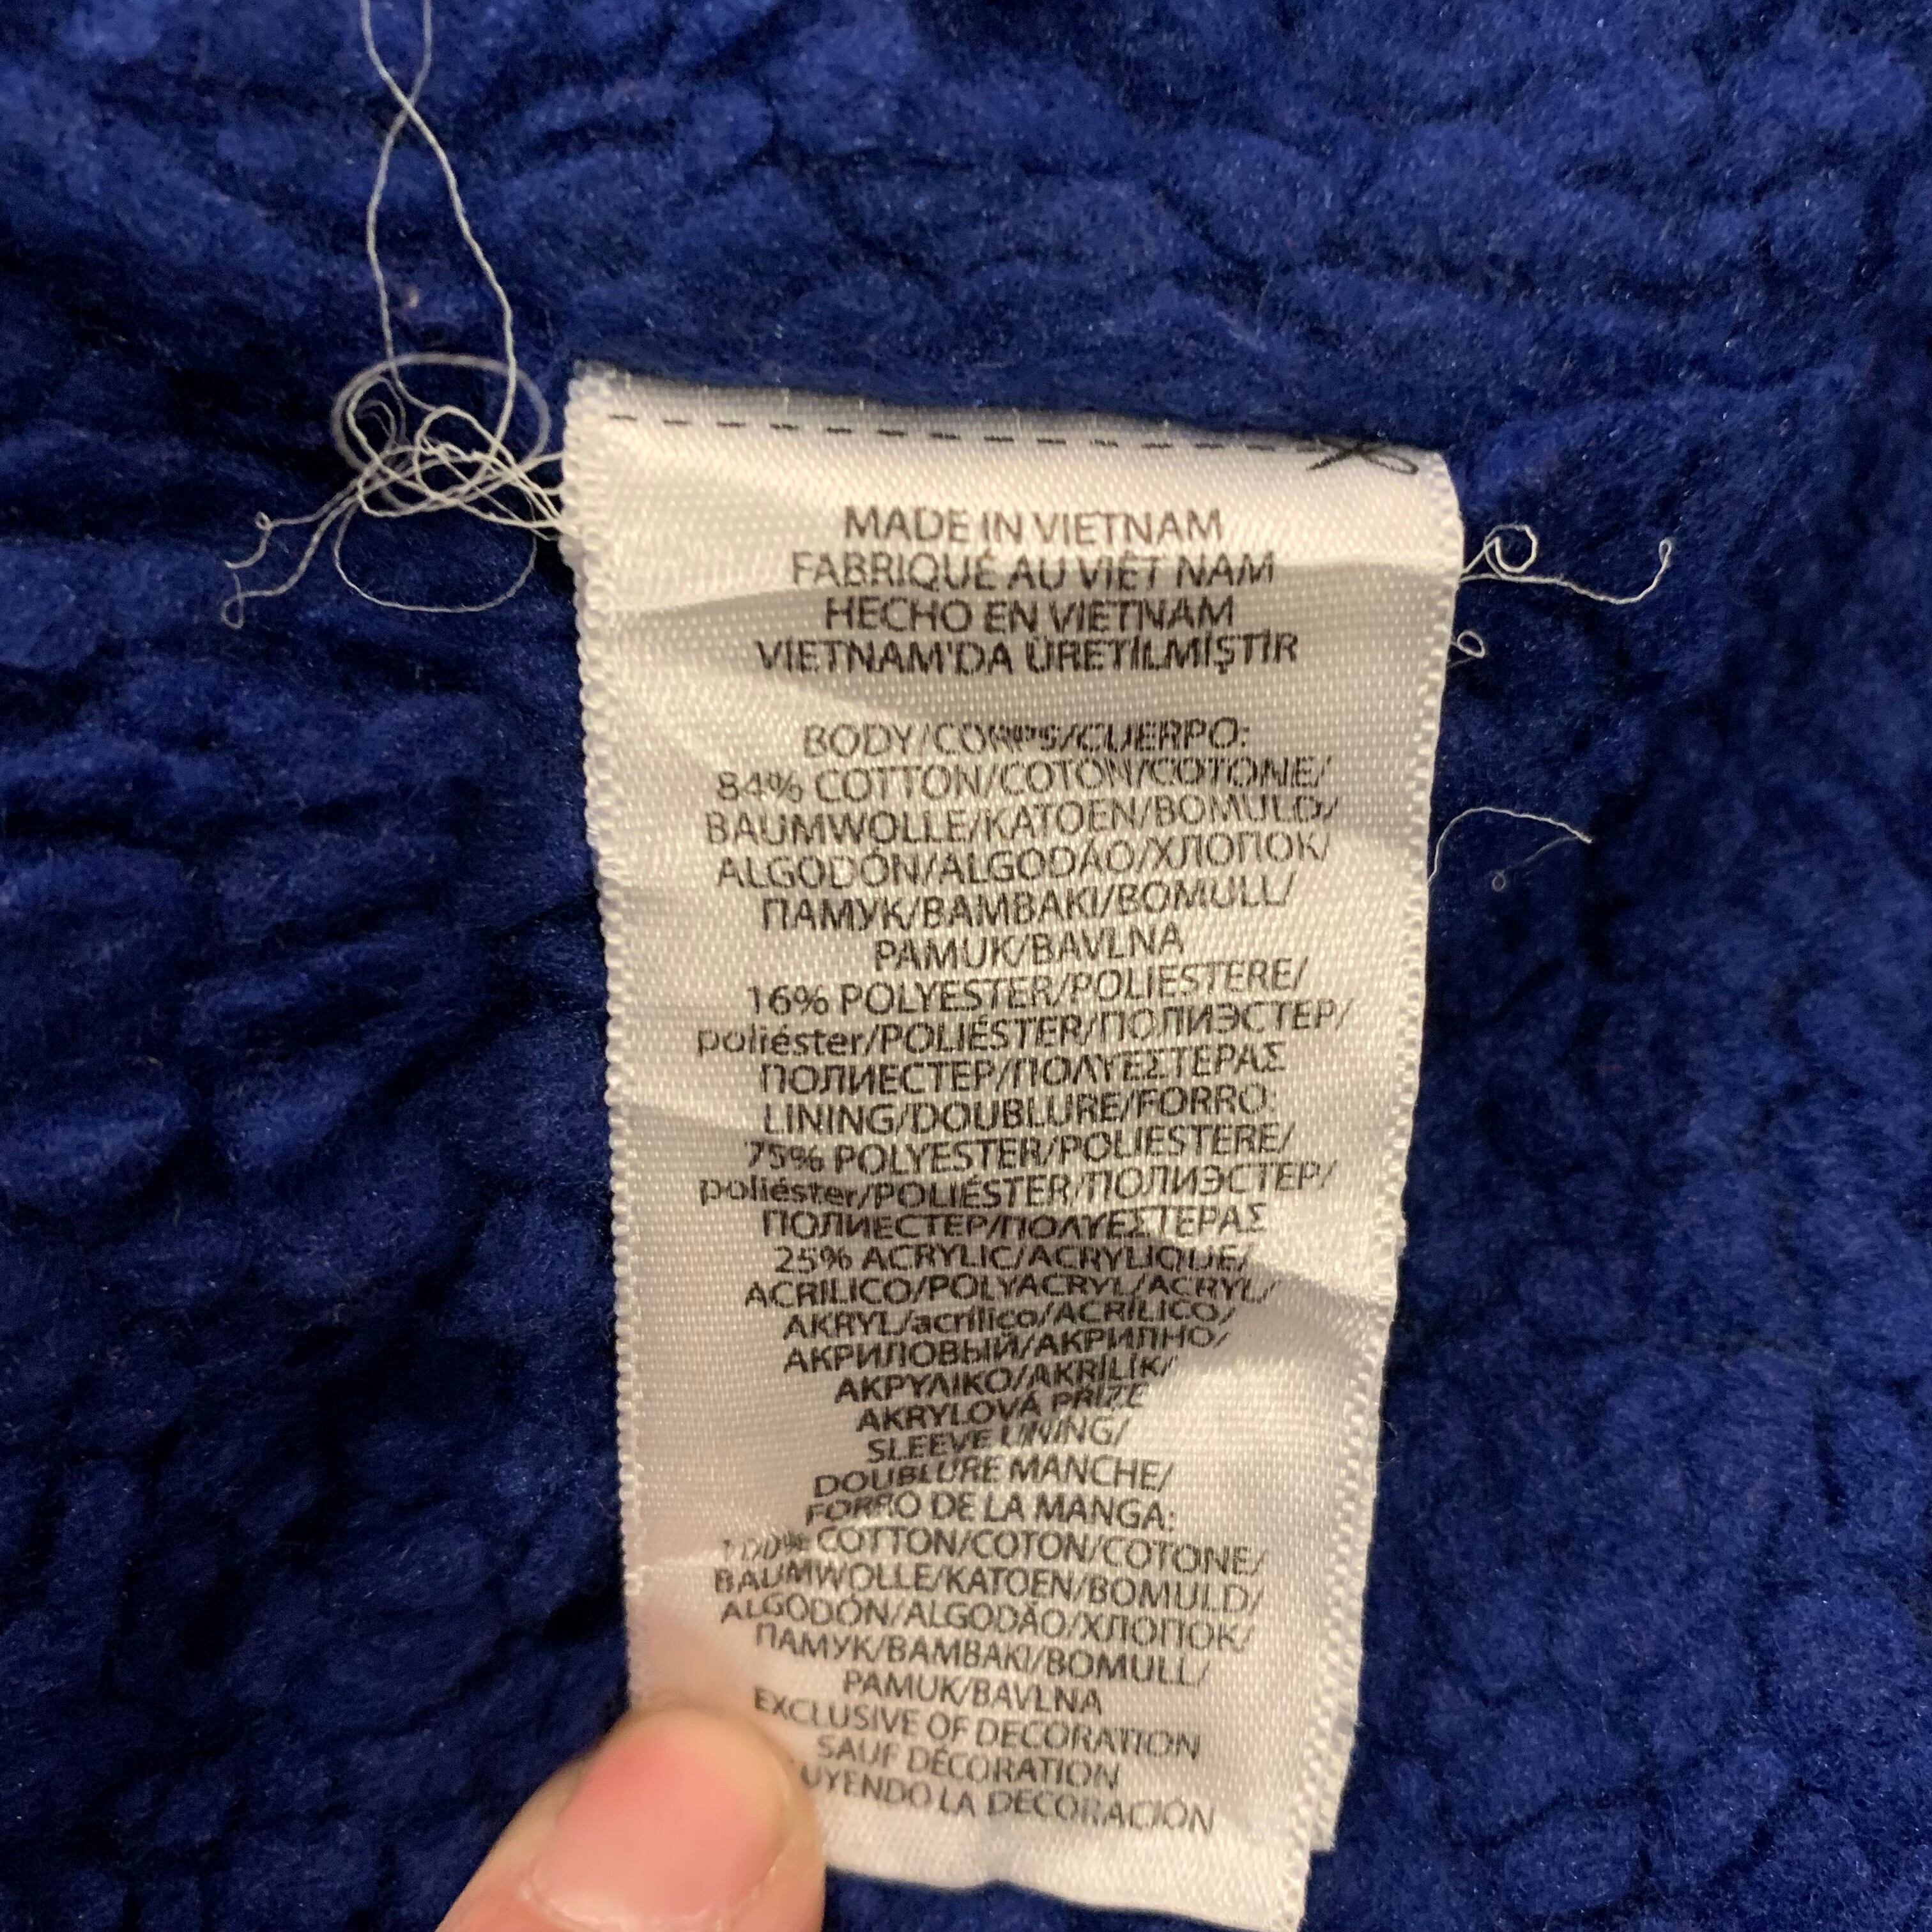 MADE IN VIETNAM
FABRIQUÉ AU VIÊT NAM
HECHO EN VIETNAM
VIETNAM'DA ÜRETİLMİŞTİR
BODY/CORPS/CUERPO:
84% COTTON/COTON/COTONE/
BAUMWOLLE/KATOEN/BOMULD/
ALGODÓN/ALGODÃO/ХЛОПОК/
ПАМУК/BAMBAKI/BOMULL/
PAMUK/BAVLNA
16% POLYESTER/POLIESTERE/
poliéster/POLIÉSTER/ПОЛИЭСТЕР/
ПОЛИЕСТЕР/ΠΟΛΥΕΣΤΕΡΑΣ
LINING/DOUBLURE/FORRO:
75% POLYESTER/POLIESTERE/
poliéster/POLIÉSTER/ПОЛИЭСТЕР/
ПОЛИЕСТЕР/ΠΟΛΥΕΣΤΕΡΑΣ
25% ACRYLIC/ACRYLIQUE/
ACRILICO/POLYACRYL/ACRYL/
AKRYL/acrílico/ACRÍLICO/
АКРИЛОВЫЙ/АКРИЛНО/
ΑΚΡΥΛΙΚΟ/AKRİLİK/
AKRYLOVÁ PŘÍZE
SLEEVE LINING/
DOUBLURE MANCHE/
FORRO DE LA MANGA:
100% COTTON/COTON/COTONE/
BAUMWOLLE/KATOEN/BOMULD/
ALGODÓN/ALGODÃO/ХЛОПОК/
ПАМУК/BAMBAKI/BOMULL/
PAMUK/BAVLNA
EXCLUSIVE OF DECORATION
SAUF DÉCORATION
UYENDO LA DECORACIÓN